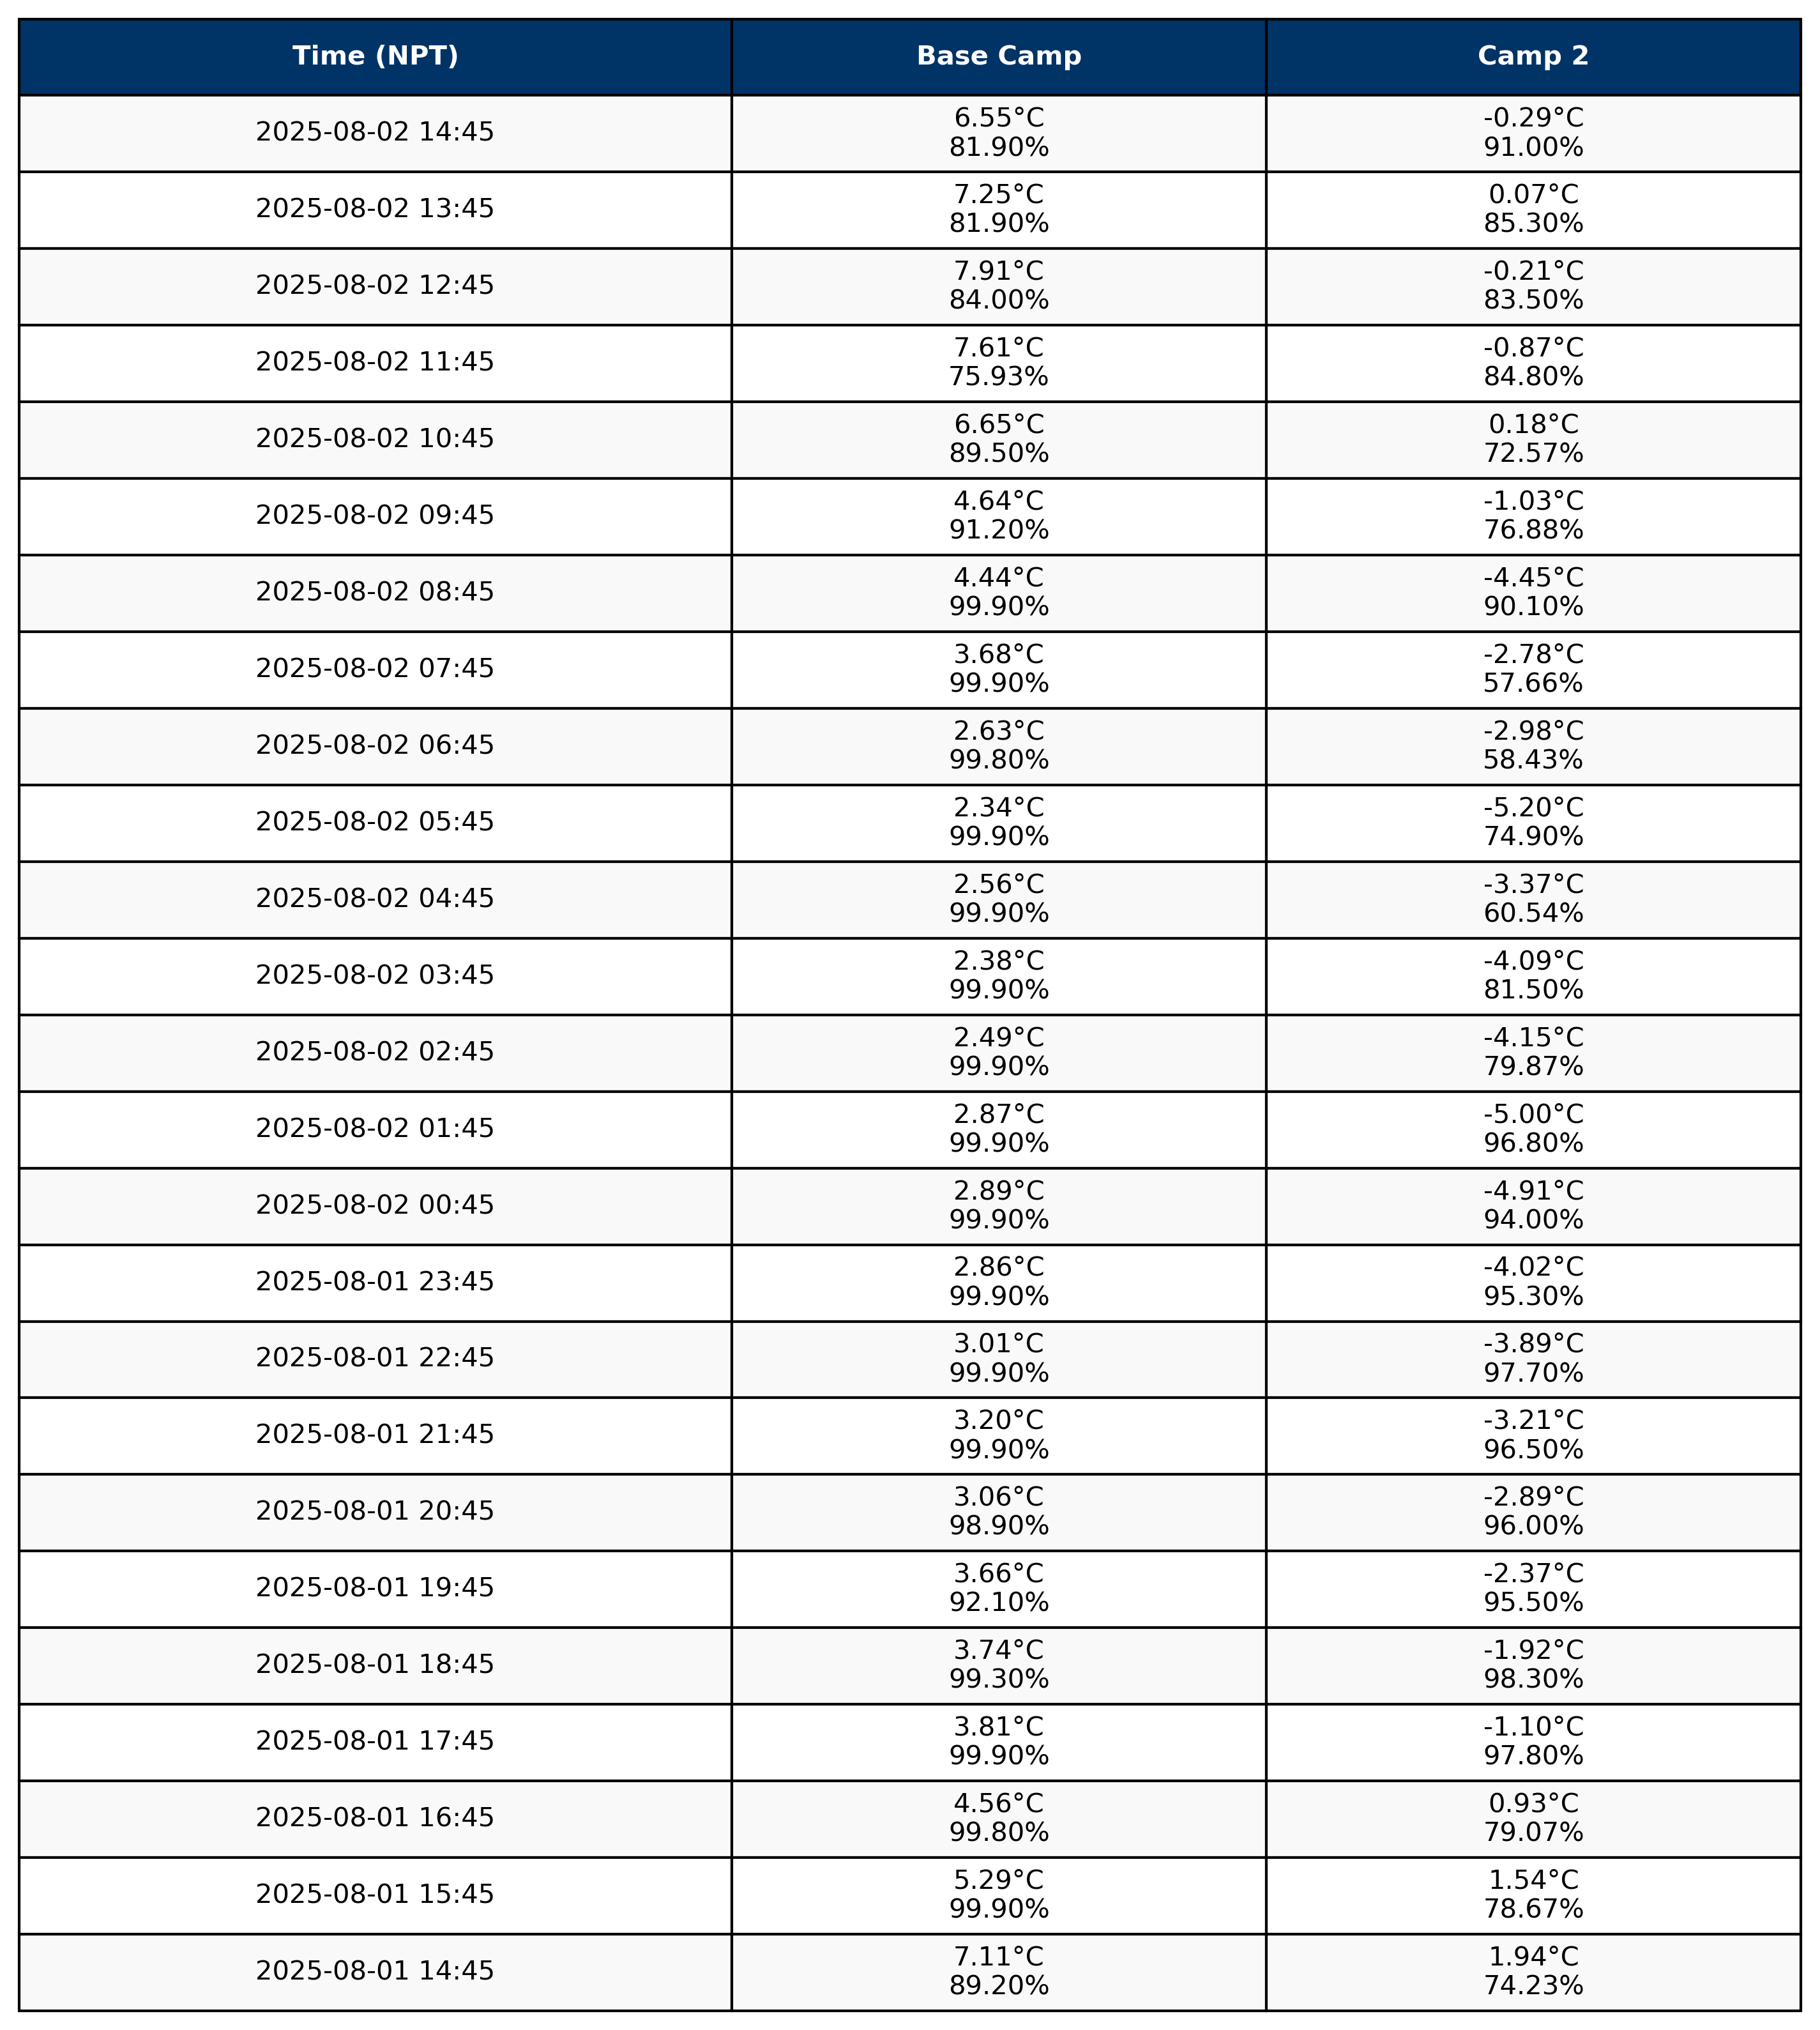 Time (NPT) Base Camp Camp 2
2025-08-02 14:45 6.55°C -0.29°C
81.90% 91.00%
2025-08-02 13:45 7.25°C 0.07°C
81.90% 85.30%
2025-08-02 12:45 7.91°C -0.21°C
84.00% 83.50%
2025-08-02 11:45 7.61°C -0.87°C
75.93% 84.80%
2025-08-02 10:45 6.65°C 0.18°C
89.50% 72.57%
2025-08-02 09:45 4.64°C -1.03°C
91.20% 76.88%
2025-08-02 08:45 4.44°C -4.45°C
99.90% 90.10%
2025-08-02 07:45 3.68°C -2.78°C
99.90% 57.66%
2025-08-02 06:45 2.63°C -2.98°C
99.80% 58.43%
2025-08-02 05:45 2.34°C -5.20°C
99.90% 74.90%
2025-08-02 04:45 2.56°C -3.37°C
99.90% 60.54%
2025-08-02 03:45 2.38°C -4.09°C
99.90% 81.50%
2025-08-02 02:45 2.49°C -4.15°C
99.90% 79.87%
2025-08-02 01:45 2.87°C -5.00°C
99.90% 96.80%
2025-08-02 00:45 2.89°C -4.91°C
99.90% 94.00%
2025-08-01 23:45 2.86°C -4.02°C
99.90% 95.30%
2025-08-01 22:45 3.01°C -3.89°C
99.90% 97.70%
2025-08-01 21:45 3.20°C -3.21°C
99.90% 96.50%
2025-08-01 20:45 3.06°C -2.89°C
98.90% 96.00%
2025-08-01 19:45 3.66°C -2.37°C
92.10% 95.50%
2025-08-01 18:45 3.74°C -1.92°C
99.30% 98.30%
2025-08-01 17:45 3.81°C -1.10°C
99.90% 97.80%
2025-08-01 16:45 4.56°C 0.93°C
99.80% 79.07%
2025-08-01 15:45 5.29°C 1.54°C
99.90% 78.67%
2025-08-01 14:45 7.11°C 1.94°C
89.20% 74.23%